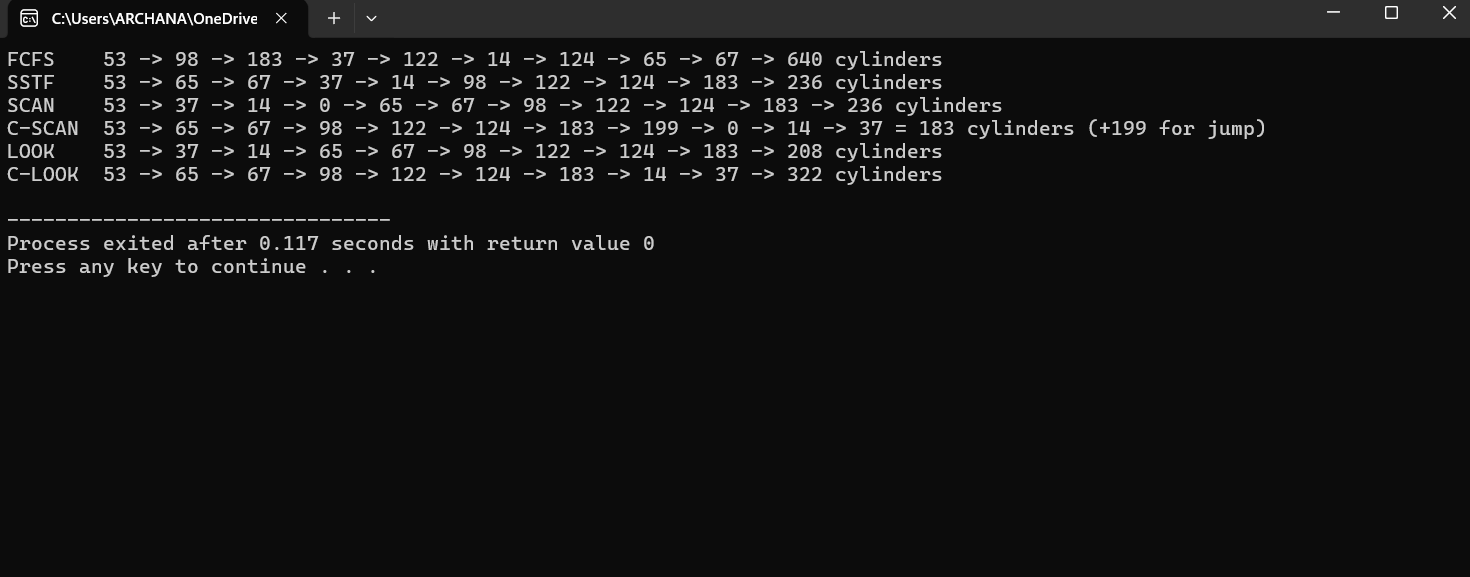 C:\Users\ARCHANA\OneDrive
FCFS    53 -> 98 -> 183 -> 37 -> 122 -> 14 -> 124 -> 65 -> 67 -> 640 cylinders
SSTF    53 -> 65 -> 67 -> 37 -> 14 -> 98 -> 122 -> 124 -> 183 -> 236 cylinders
SCAN    53 -> 37 -> 14 -> 0 -> 65 -> 67 -> 98 -> 122 -> 124 -> 183 -> 236 cylinders
C-SCAN  53 -> 65 -> 67 -> 98 -> 122 -> 124 -> 183 -> 199 -> 0 -> 14 -> 37 = 183 cylinders (+199 for jump)
LOOK    53 -> 37 -> 14 -> 65 -> 67 -> 98 -> 122 -> 124 -> 183 -> 208 cylinders
C-LOOK  53 -> 65 -> 67 -> 98 -> 122 -> 124 -> 183 -> 14 -> 37 -> 322 cylinders
--------------------------------
Process exited after 0.117 seconds with return value 0
Press any key to continue . . .